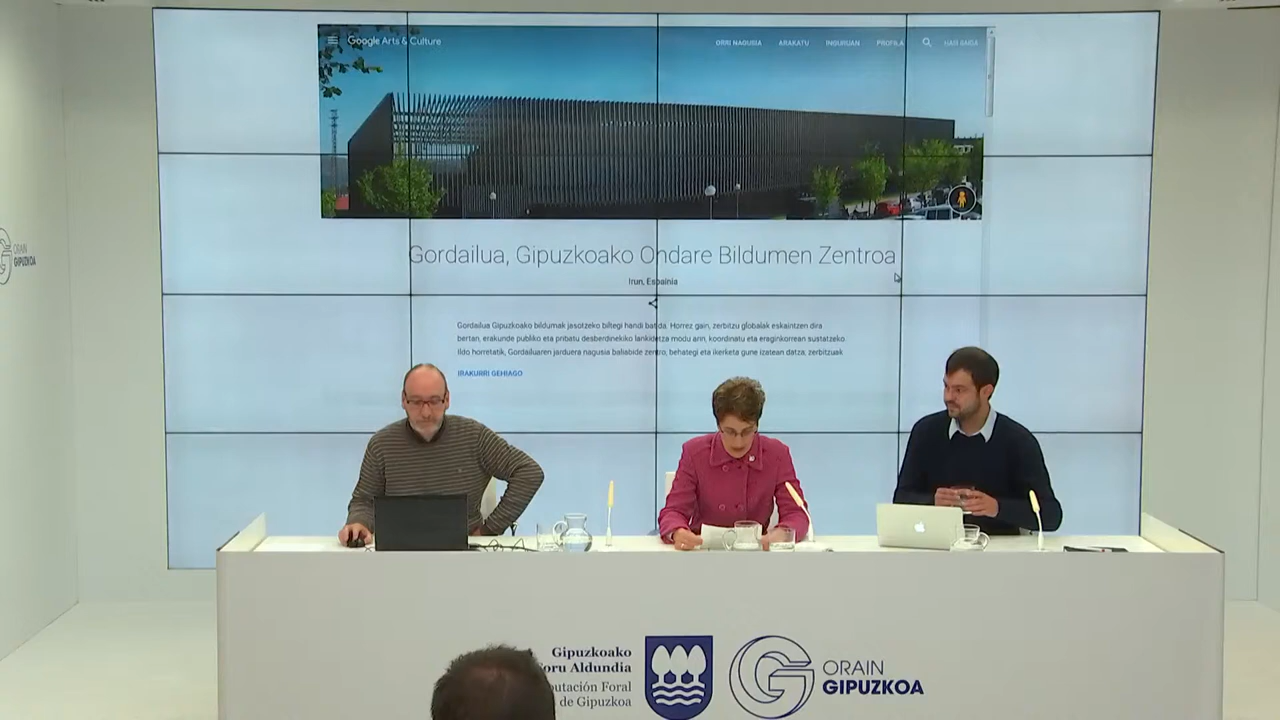 Google Arts & Culture
ORRI NAGUSIA ARAKATU INGURUAN PROFILA
Gordailua, Gipuzkoako Ondare Bildumen Zentroa
Irun, Espainia
Gordailua Gipuzkoako bildumak jasotzeko biltegi handi bat da. Horrez gain, zerbitzu globalak eskaintzen dira
bertan, erakunde publiko eta pribatu desberdinekiko lankidetza modu arin, koordinatu eta eraginkorrean sustatzeko.
Ildo horretatik, Gordailuaren jarduera nagusia baliabide zentro, behategi eta ikerketa gune izatean datza, zerbitzuak
IRAKURRI GEHIAGO
ORAIN
GIPUZKOA
Gipuzkoako
oru Aldundia
putación Foral
de Gipuzkoa
ORAIN
GIPUZKOA